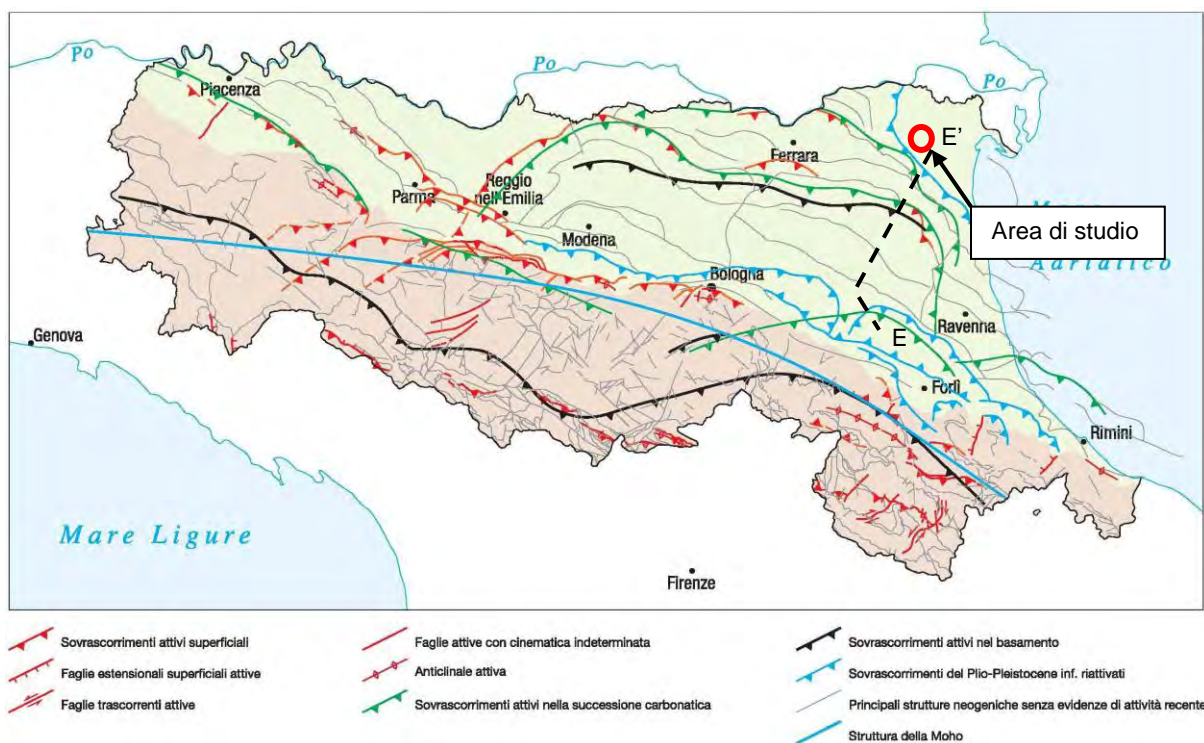 Po
Po
Po
Piacenza
Ferrara
E'
Parma
Reggio
nell'Emilia
Modena
Area di studio
Adriatico
Bologna
Genova
Ravenna
E
Forlì
Rimini
Mare Ligure
Firenze
Sovrascorrimenti attivi superficiali
Faglie estensionali superficiali attive
Faglie trascorrenti attive
Faglie attive con cinematica indeterminata
Anticlinale attiva
Sovrascorrimenti attivi nella successione carbonatica
Sovrascorrimenti attivi nel basamento
Sovrascorrimenti del Plio-Pleistocene inf. riattivati
Principali strutture neogeniche senza evidenze di attività recente
Struttura della Moho